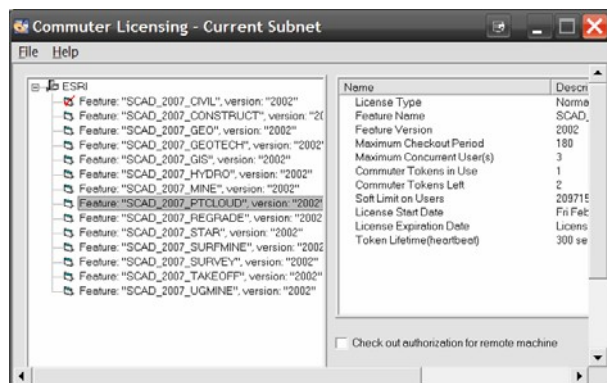 Commuter Licensing - Current Subnet
File Help
ESRI
Feature: "SCAD_2007_CIVIL", version: "2002"
Feature: "SCAD_2007_CONSTRUCT", version: "20
Feature: "SCAD_2007_GEO", version: "2002"
Feature: "SCAD_2007_GEOTECH", version: "2002"
Feature: "SCAD_2007_GIS", version: "2002"
Feature: "SCAD_2007_HYDRO", version: "2002"
Feature: "SCAD_2007_MINE", version: "2002"
Feature: "SCAD_2007_PTCLOUD", version: "2002"
Feature: "SCAD_2007_REGRADE", version: "2002
Feature: "SCAD_2007_STAR", version: "2002"
Feature: "SCAD_2007_SURFMINE", version: "2002
Feature: "SCAD_2007_SURVEY", version: "2002"
Feature: "SCAD_2007_TAKEOFF", version: "2002"
Feature: "SCAD_2007_UGMINE", version: "2002"
Name Descri
License Type Norma
Feature Name SCAD_
Feature Version 2002
Maximum Checkout Period 180
Maximum Concurrent User(s) 3
Commuter Tokens in Use 1
Commuter Tokens Left 2
Soft Limit on Users 209715
License Start Date Fri Feb
License Expiration Date Licens
Token Lifetime(heartbeat) 300 se
Check out authorization for remote machine